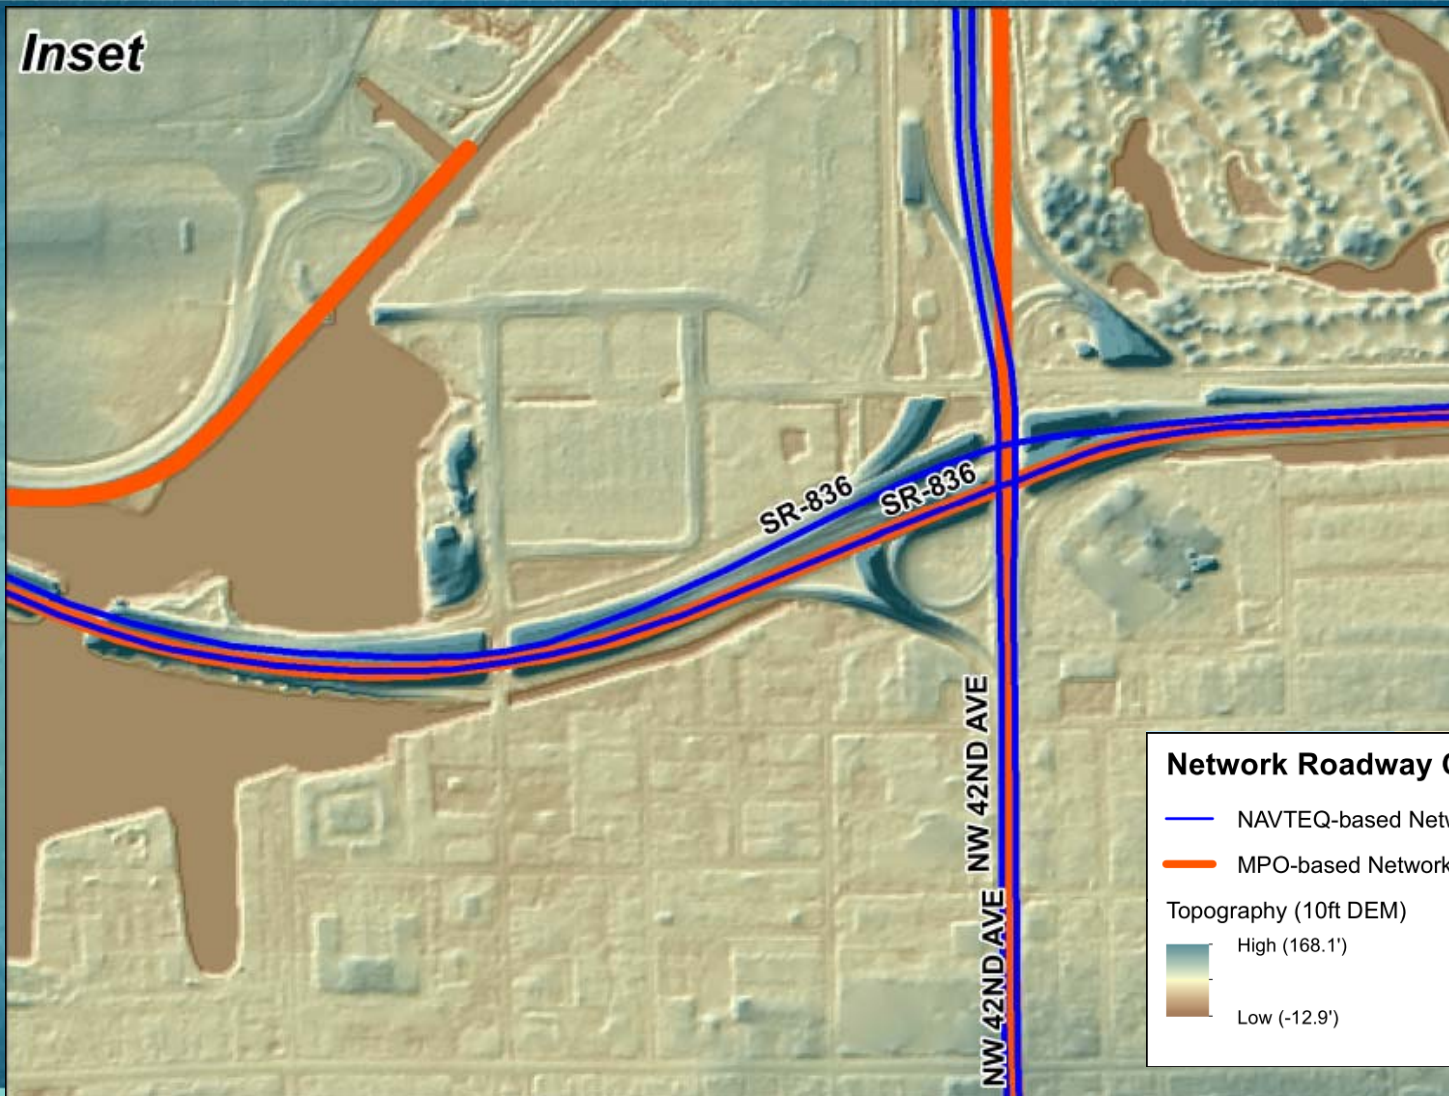 Inset
SR-836
SR-836
NW 42ND AVE
NW 42ND AVE
Network Roadway
NAVTEQ-based
MPO-based Network
Topography (10ft DEM)
High (168.1')
Low (-12.9')